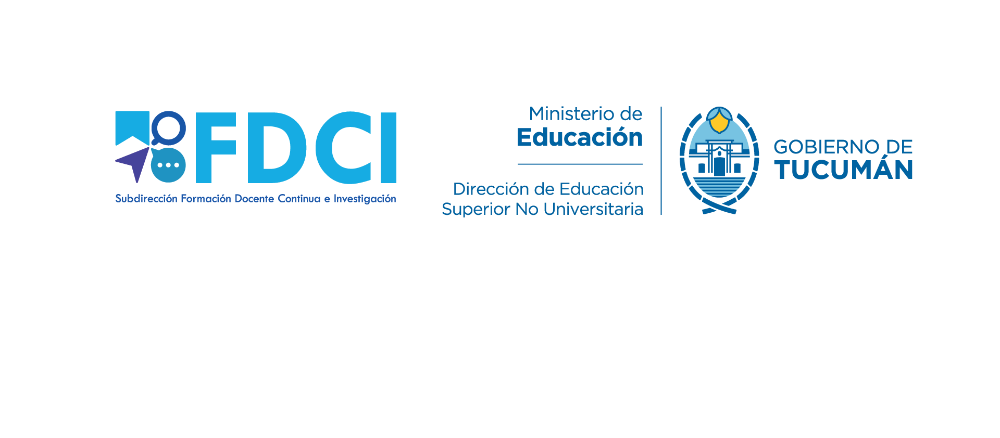 FDCI
Subdirección Formación Docente Continua e Investigación
Ministerio de
Educación
Dirección de Educación
Superior No Universitaria
GOBIERNO DE
TUCUMÁN